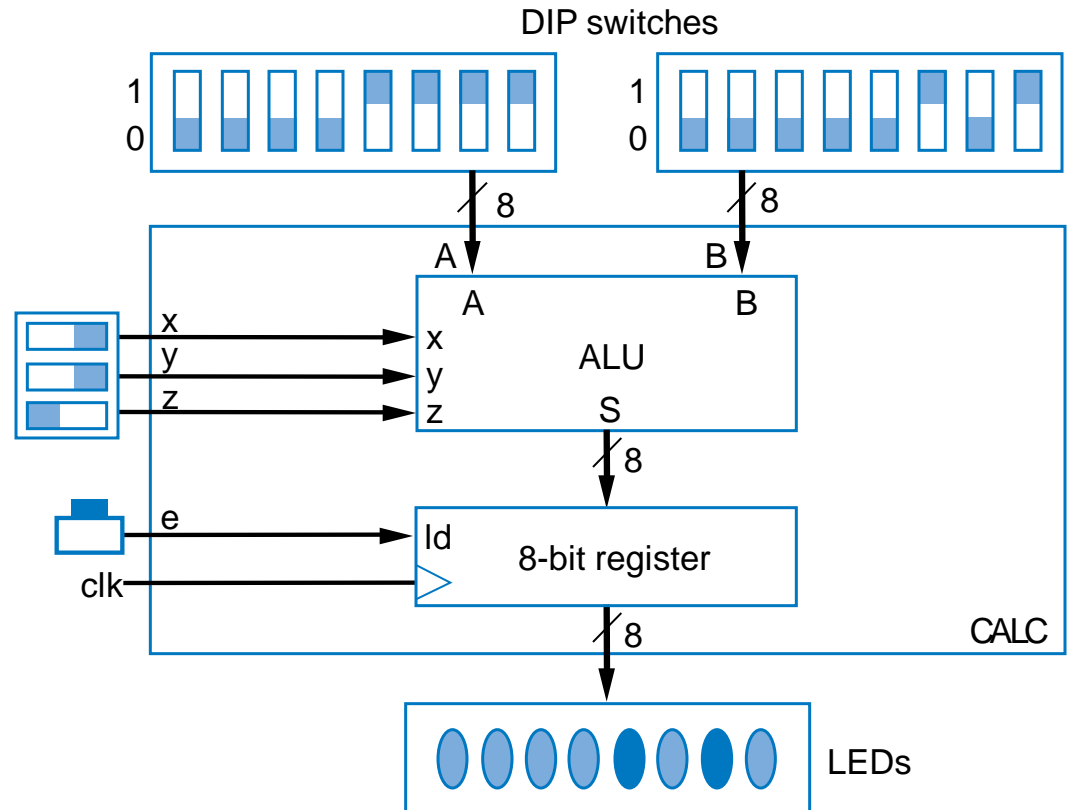 DIP switches
1
0
1
0
8
8
A
B
A
B
x
y
z
x
y
z
ALU
S
8
e
ld
clk
8-bit register
8
CALC
LEDs